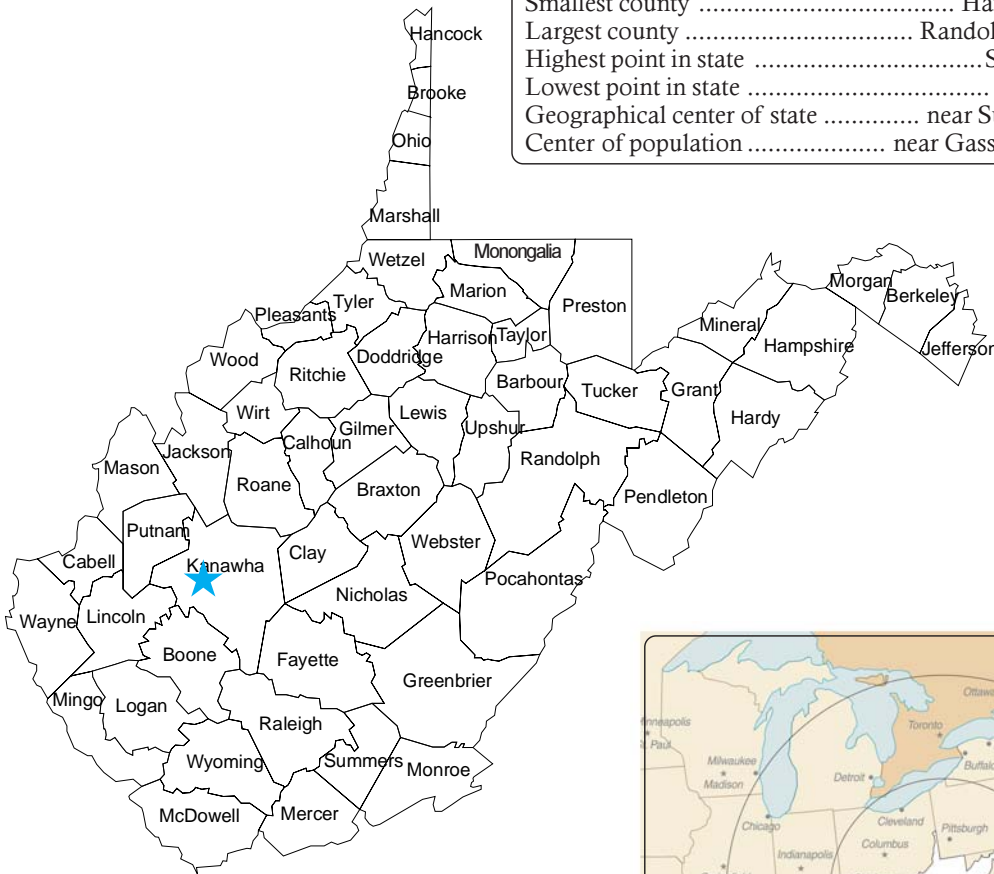 Smallest county .................................. Ha
Largest county .............................. Randol
Highest point in state .............................. S
Lowest point in state ................................
Geographical center of state ............. near S
Center of population ................... near Gass
Hancock
Brooke
Ohio
Marshall
Wetzel
Monongalia
Marion
Preston
Tyler
Pleasants
Harrison
Taylor
Doddridge
Wood
Ritchie
Barbour
Tucker
Grant
Mineral
Hampshire
Morgan
Berkeley
Jefferson
Hardy
Wirt
Lewis
Gilmer
Calhoun
Upshur
Randolph
Jackson
Mason
Roane
Braxton
Pendleton
Putnam
Clay
Webster
Kanawha
Cabell
Pocahontas
Nicholas
Wayne
Lincoln
Boone
Fayette
Greenbrier
Mingo
Logan
Raleigh
Wyoming
Summers
Monroe
McDowell
Mercer
Ottawa
Toronto
Buffalo
Milwaukee
Madison
Detroit
Chicago
Cleveland
Pittsburgh
Columbus
Indianapolis